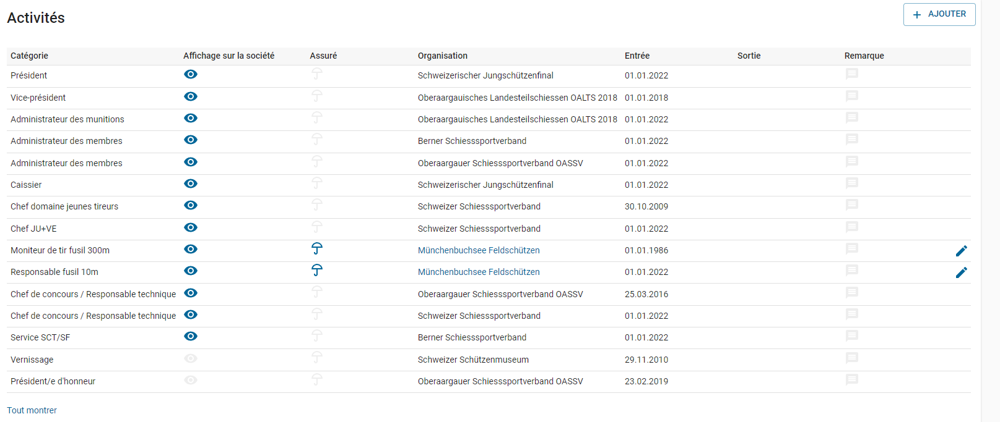 Activités
AJOUTER
Catégorie Affichage sur la société Assuré Organisation Entrée Sortie Remarque
Président Schweizerischer Jungschützenfinal 01.01.2022
Vice-président Oberaargauisches Landesteilschiessen OALTS 2018 01.01.2018
Administrateur des munitions Oberaargauisches Landesteilschiessen OALTS 2018 01.01.2022
Administrateur des membres Berner Schiesssportverband 01.01.2022
Administrateur des membres Oberaargauer Schiesssportverband OASSV 01.01.2022
Caissier Schweizerischer Jungschützenfinal 01.01.2022
Chef domaine jeunes tireurs Schweizer Schiesssportverband 30.10.2009
Chef JU+VE Schweizer Schiesssportverband 01.01.2022
Moniteur de tir fusil 300m Münchenbuchsee Feldschützen 01.01.1986
Responsable fusil 10m Münchenbuchsee Feldschützen 01.01.2022
Chef de concours / Responsable technique Oberaargauer Schiesssportverband OASSV 25.03.2016
Chef de concours / Responsable technique Schweizer Schiesssportverband 01.01.2022
Service SCT/SF Berner Schiesssportverband 01.01.2022
Vernissage Schweizer Schützenmuseum 29.11.2010
Président/e d'honneur Oberaargauer Schiesssportverband OASSV 23.02.2019
Tout montrer